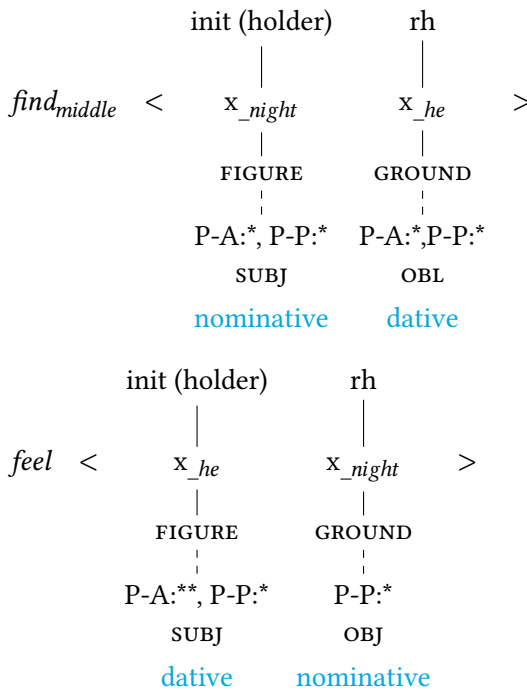 init (holder) rh
find_middle < x_night x_he >
FIGURE GROUND
P-A:*, P-P:* P-A:*,P-P:*
SUBJ OBL
nominative dative
init (holder) rh
feel < x_he x_night >
FIGURE GROUND
P-A:**, P-P:* P-P:*
SUBJ OBJ
dative nominative